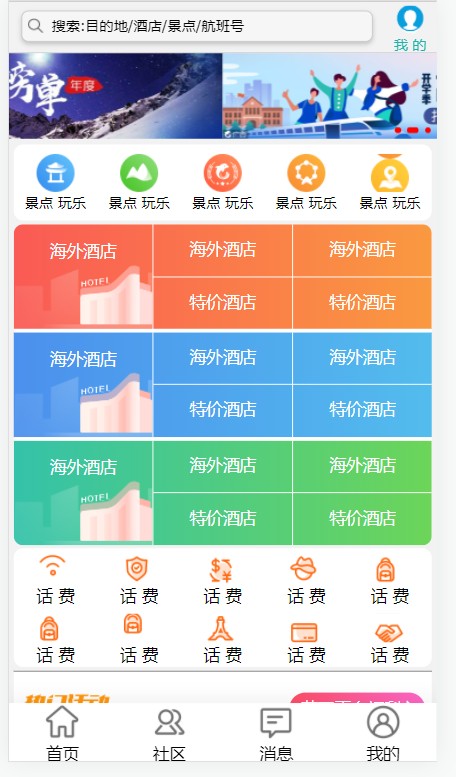 搜索:目的地/酒店/景点/航班号
我 的
榜单 年度
开学季
景点 玩乐 景点 玩乐 景点 玩乐 景点 玩乐 景点 玩乐
海外酒店 海外酒店 海外酒店
HOTEL
特价酒店 特价酒店
海外酒店 海外酒店 海外酒店
HOTEL
特价酒店 特价酒店
海外酒店 海外酒店 海外酒店
HOTEL
特价酒店 特价酒店
话 费 话 费 话 费 话 费 话 费
话 费 话 费 话 费 话 费 话 费
热门活动
首页 社区 消息 我的